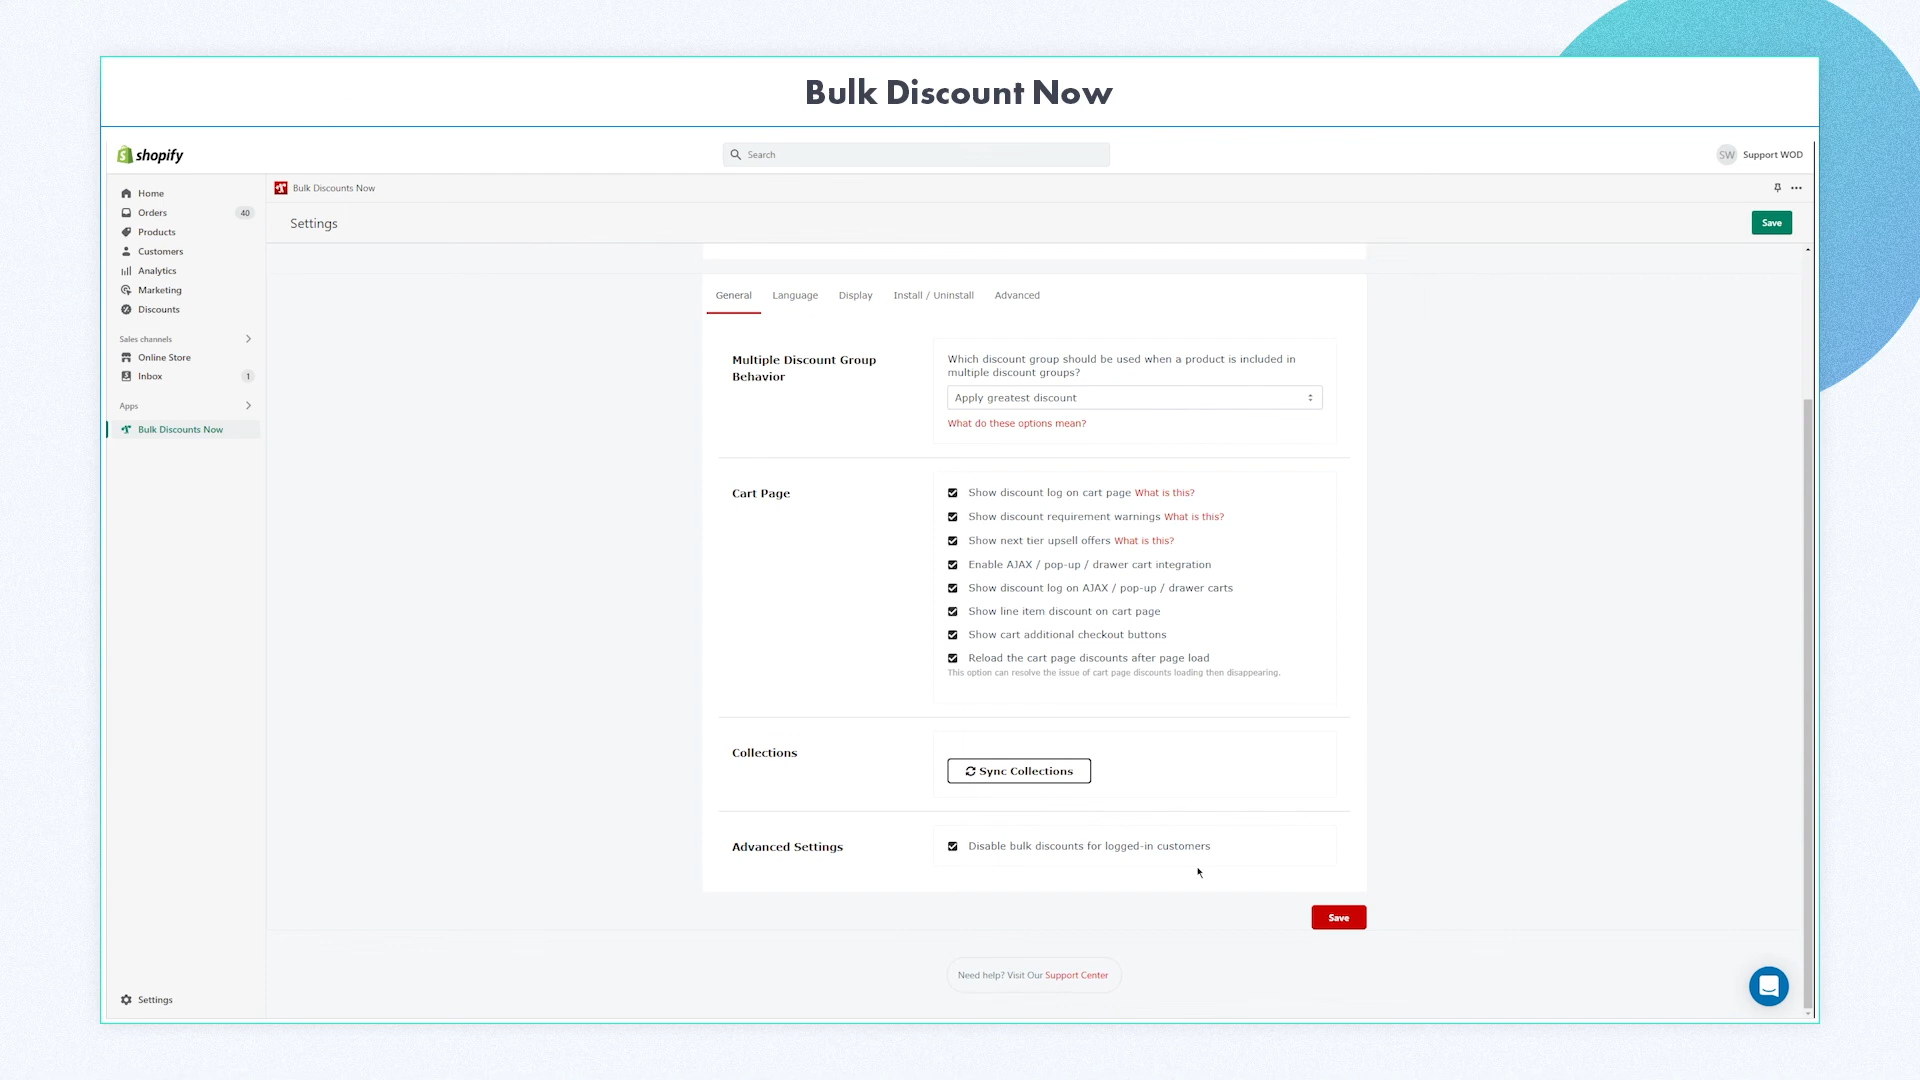 Bulk Discount Now
shopify
Search
SW
Support WOD
Home
Orders
40
Products
Customers
Analytics
Marketing
Discounts
Sales channels
Online Store
Inbox
1
Apps
Bulk Discounts Now
Settings
Bulk Discounts Now
Settings
Save
General
Language
Display
Install / Uninstall
Advanced
Multiple Discount Group
Behavior
Which discount group should be used when a product is included in
multiple discount groups?
Apply greatest discount
What do these options mean?
Cart Page
Show discount log on cart page What is this?
Show discount requirement warnings What is this?
Show next tier upsell offers What is this?
Enable AJAX / pop-up / drawer cart integration
Show discount log on AJAX / pop-up / drawer carts
Show line item discount on cart page
Show cart additional checkout buttons
Reload the cart page discounts after page load
This option can resolve the issue of cart page discounts loading then disappearing.
Collections
Sync Collections
Advanced Settings
Disable bulk discounts for logged-in customers
Save
Need help? Visit Our Support Center